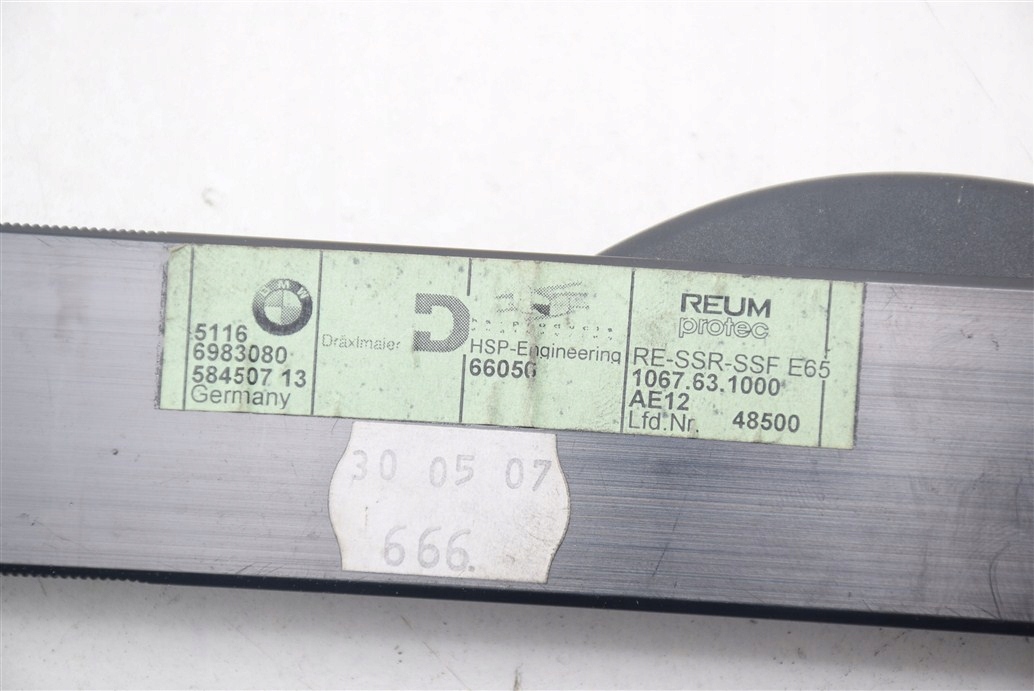 BMW
5116
6983080
584507 13
Germany
Dräxlmaier
D
HSP-Engineering
REUM
protec
RE-SSR-SSF E65
1067.63.1000
AE12
Lfd.Nr. 48500
30 05 07
666.